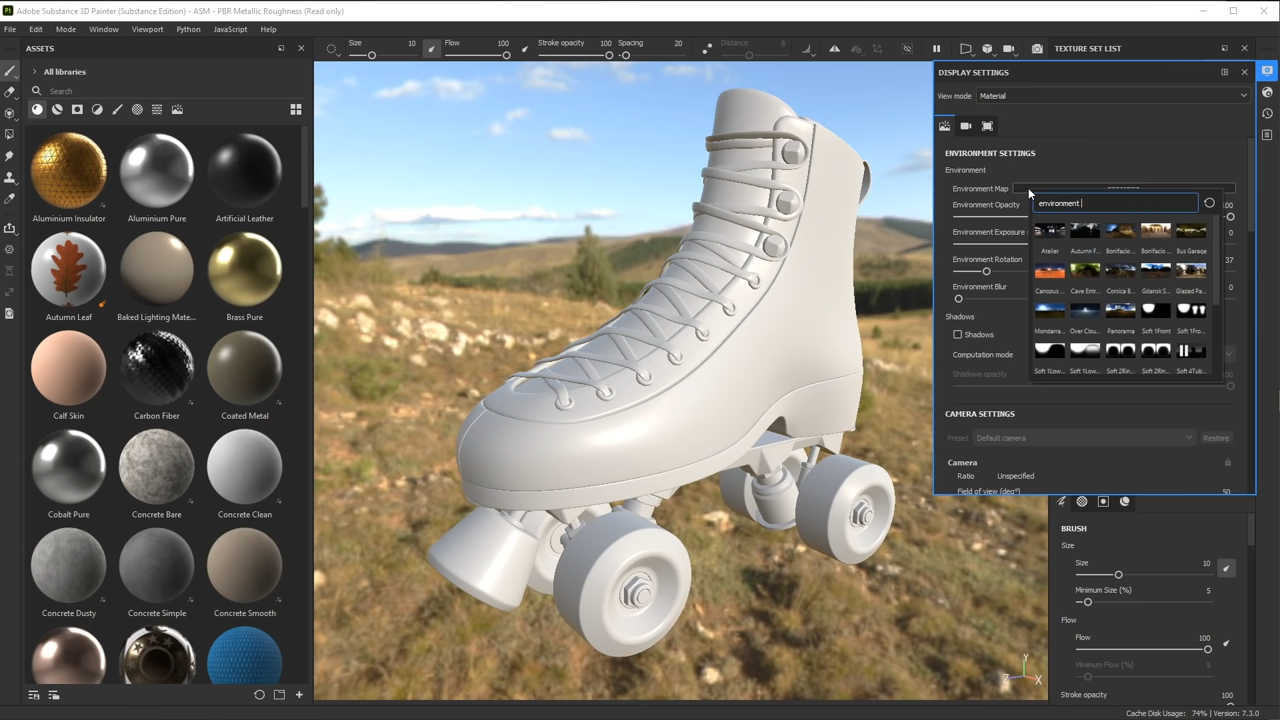 Pt Adobe Substance 3D Painter (Substance Edition) - ASM - PBR Metallic Roughness (Read only)
File Edit Mode Window Viewport Python JavaScript Help
ASSETS
Size 10 Flow 100 Stroke opacity 100 Spacing 20 Distance 8
TEXTURE SET LIST
All libraries
Search
Aluminium Insulator Aluminium Pure Artificial Leather
Autumn Leaf Baked Lighting Mate... Brass Pure
Calf Skin Carbon Fiber Coated Metal
Cobalt Pure Concrete Bare Concrete Clean
Concrete Dusty Concrete Simple Concrete Smooth
DISPLAY SETTINGS
View mode Material
ENVIRONMENT SETTINGS
Environment
Environment Map
environment
Environment Opacity 100
Environment Exposure 0
Environment Rotation 37
Environment Blur 0
Atelier Autumn F... Bonifacio ... Bonifacio ... Bus Garage
Canopus ... Cave Entr... Corsica B... Gdansk S... Glazed Pa...
Mondarra... Over Clou... Panorama Soft 1Front Soft 1Fro...
Soft 1Low... Soft 1Low... Soft 2Rin... Soft 2Rin... Soft 4Tub...
Shadows
Shadows
Computation mode
Shadows opacity 100
CAMERA SETTINGS
Preset Default camera Restore
Camera
Ratio Unspecified
Field of view (deg°) 50
BRUSH
Size
Size 10
Minimum Size (%) 5
Flow
Flow 100
Minimum Flow (%) 5
Stroke opacity 100
Y
Z X
Cache Disk Usage: 74% | Version: 7.3.0